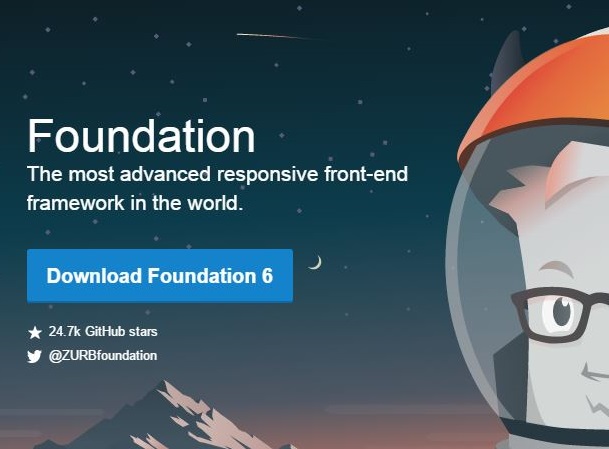 Foundation
The most advanced responsive front-end
framework in the world.
Download Foundation 6
24.7k GitHub stars
@ZURBfoundation